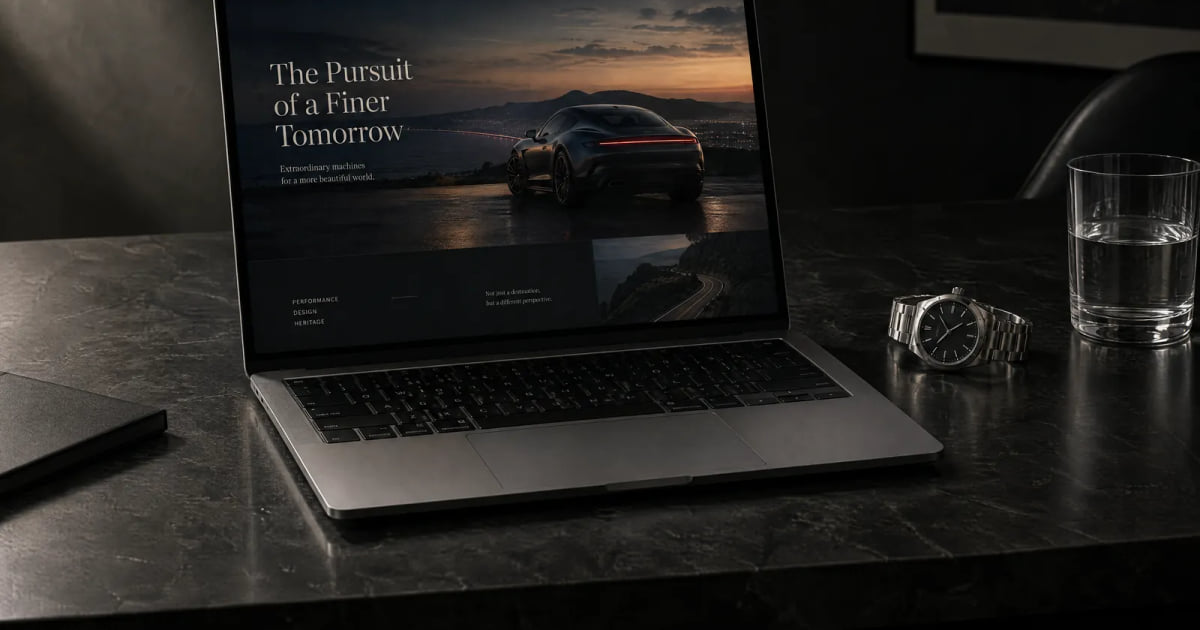 The Pursuit
of a Finer
Tomorrow
Extraordinary machines
for a more beautiful world.
PERFORMANCE
DESIGN
HERITAGE
Not just a destination,
but a different perspective.